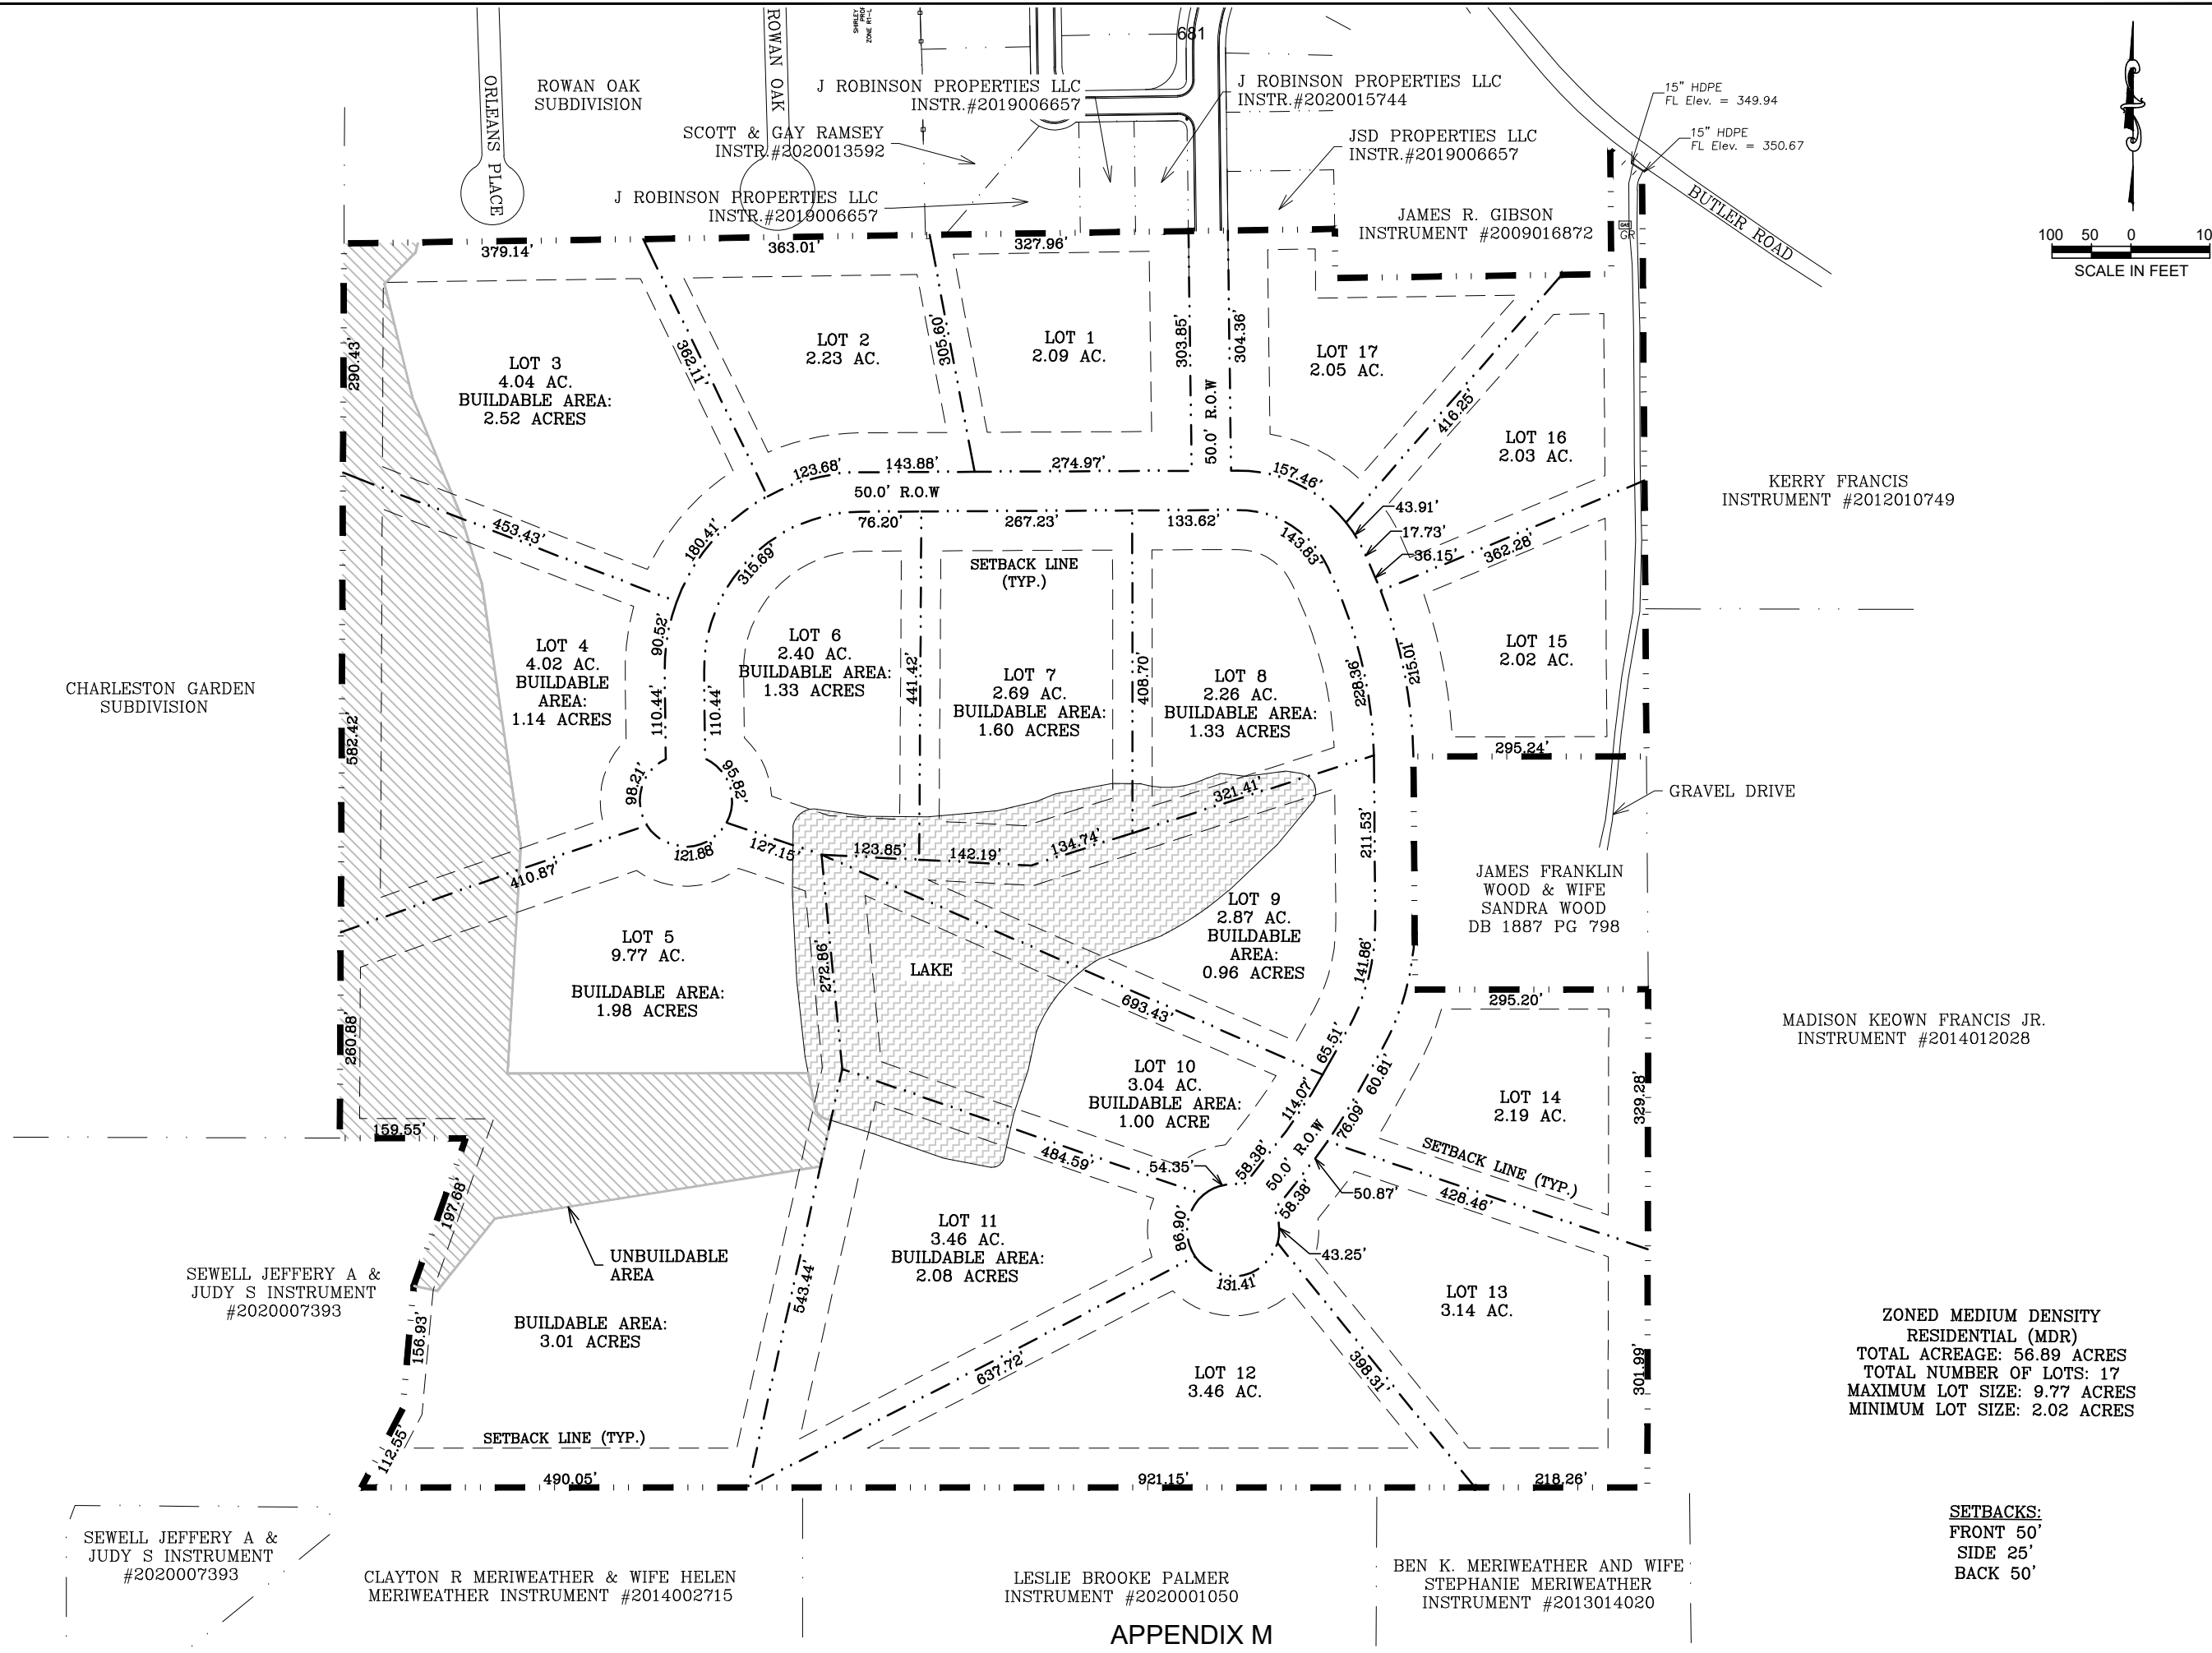 ORLEANS PLACE
ROWAN OAK
SUBDIVISION
ROWAN OAK
681
J ROBINSON PROPERTIES LLC
INSTR.#2019006657
J ROBINSON PROPERTIES LLC
INSTR.#2020015744
SCOTT & GAY RAMSEY
INSTR.#2020013592
JSD PROPERTIES LLC
INSTR.#2019006657
J ROBINSON PROPERTIES LLC
INSTR.#2019006657
JAMES R. GIBSON
INSTRUMENT #2009016872
15" HDPE
FL Elev. = 349.94
15" HDPE
FL Elev. = 350.67
BUTLER ROAD
GR
100 50 0 10
SCALE IN FEET
379.14'
363.01'
327.96'
290.43'
LOT 3
4.04 AC.
BUILDABLE AREA:
2.52 ACRES
362.11'
LOT 2
2.23 AC.
305.60'
LOT 1
2.09 AC.
303.85'
304.36'
50.0' R.O.W
LOT 17
2.05 AC.
416.25'
LOT 16
2.03 AC.
KERRY FRANCIS
INSTRUMENT #2012010749
123.68'
143.88'
274.97'
157.46'
50.0' R.O.W
76.20'
267.23'
133.62'
143.83'
43.91'
17.73'
36.15'
362.28'
453.43'
180.41'
315.69'
SETBACK LINE
(TYP.)
90.52'
110.44'
110.44'
LOT 4
4.02 AC.
BUILDABLE
AREA:
1.14 ACRES
LOT 6
2.40 AC.
BUILDABLE AREA:
1.33 ACRES
441.42'
LOT 7
2.69 AC.
BUILDABLE AREA:
1.60 ACRES
408.70'
LOT 8
2.26 AC.
BUILDABLE AREA:
1.33 ACRES
228.36'
215.01'
LOT 15
2.02 AC.
295.24'
CHARLESTON GARDEN
SUBDIVISION
582.42'
98.21'
95.82'
121.88'
127.15'
123.85'
142.19'
134.74'
321.41'
211.53'
GRAVEL DRIVE
JAMES FRANKLIN
WOOD & WIFE
SANDRA WOOD
DB 1887 PG 798
410.87'
LOT 5
9.77 AC.
BUILDABLE AREA:
1.98 ACRES
272.86'
LAKE
LOT 9
2.87 AC.
BUILDABLE
AREA:
0.96 ACRES
141.86'
693.43'
295.20'
MADISON KEOWN FRANCIS JR.
INSTRUMENT #2014012028
260.88'
65.51'
60.81'
LOT 10
3.04 AC.
BUILDABLE AREA:
1.00 ACRE
114.07'
76.09'
LOT 14
2.19 AC.
329.28'
159.55'
484.59'
54.35'
58.38'
50.0' R.O.W
58.38'
50.87'
SETBACK LINE (TYP.)
428.46'
197.68'
UNBUILDABLE
AREA
LOT 11
3.46 AC.
BUILDABLE AREA:
2.08 ACRES
86.90'
43.25'
131.41'
SEWELL JEFFERY A &
JUDY S INSTRUMENT
#2020007393
156.93'
BUILDABLE AREA:
3.01 ACRES
543.44'
637.72'
LOT 12
3.46 AC.
398.31'
LOT 13
3.14 AC.
301.99'
ZONED MEDIUM DENSITY
RESIDENTIAL (MDR)
TOTAL ACREAGE: 56.89 ACRES
TOTAL NUMBER OF LOTS: 17
MAXIMUM LOT SIZE: 9.77 ACRES
MINIMUM LOT SIZE: 2.02 ACRES
112.55'
SETBACK LINE (TYP.)
490.05'
921.15'
218.26'
SETBACKS:
FRONT 50'
SIDE 25'
BACK 50'
SEWELL JEFFERY A &
JUDY S INSTRUMENT
#2020007393
CLAYTON R MERIWEATHER & WIFE HELEN
MERIWEATHER INSTRUMENT #2014002715
LESLIE BROOKE PALMER
INSTRUMENT #2020001050
BEN K. MERIWEATHER AND WIFE
STEPHANIE MERIWEATHER
INSTRUMENT #2013014020
APPENDIX M